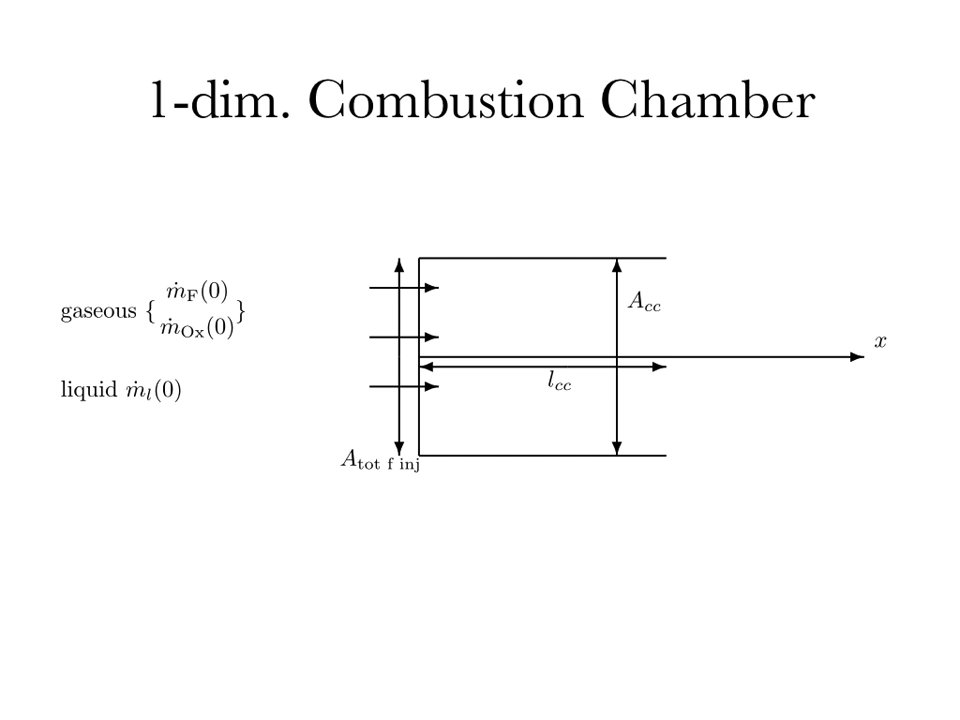 1-dim. Combustion Chamber
gaseous { ṁ_F(0)
ṁ_Ox(0) }
liquid ṁ_l(0)
A_cc
x
l_cc
A_tot f inj